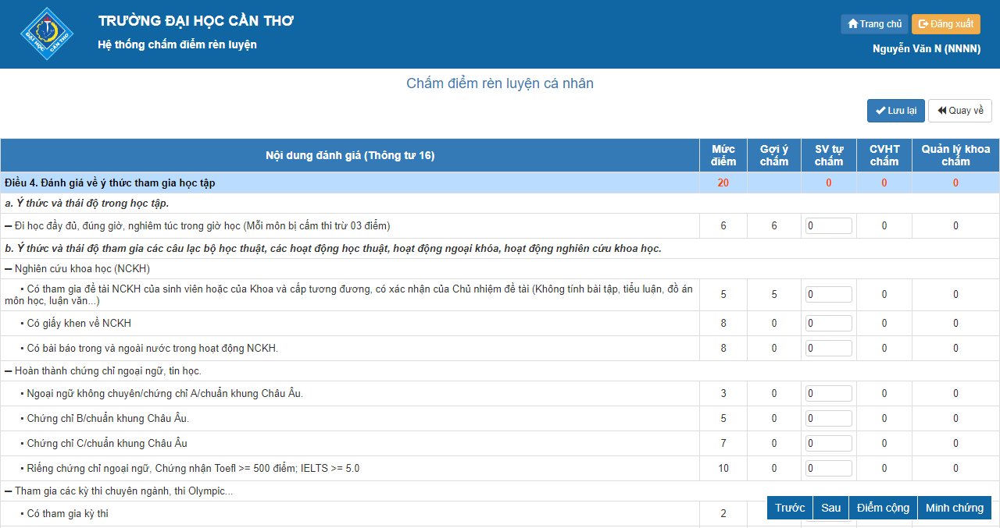 ĐẠI HỌC CẦN THƠ
TRƯỜNG ĐẠI HỌC CẦN THƠ
Hệ thống chấm điểm rèn luyện
Trang chủ Đăng xuất
Nguyễn Văn N (NNNN)
Chấm điểm rèn luyện cá nhân
Lưu lại Quay về
Nội dung đánh giá (Thông tư 16) Mức điểm Gợi ý chấm SV tự chấm CVHT chấm Quản lý khoa chấm
Điều 4. Đánh giá về ý thức tham gia học tập 20 0 0 0
a. Ý thức và thái độ trong học tập.
– Đi học đầy đủ, đúng giờ, nghiêm túc trong giờ học (Mỗi môn bị cấm thi trừ 03 điểm) 6 6 0 0 0
b. Ý thức và thái độ tham gia các câu lạc bộ học thuật, các hoạt động học thuật, hoạt động ngoại khóa, hoạt động nghiên cứu khoa học.
– Nghiên cứu khoa học (NCKH)
▪ Có tham gia đề tài NCKH của sinh viên hoặc của Khoa và cấp tương đương, có xác nhận của Chủ nhiệm đề tài (Không tính bài tập, tiểu luận, đồ án
môn học, luận văn...) 5 5 0 0 0
▪ Có giấy khen về NCKH 8 0 0 0 0
▪ Có bài báo trong và ngoài nước trong hoạt động NCKH. 8 0 0 0 0
– Hoàn thành chứng chỉ ngoại ngữ, tin học.
▪ Ngoại ngữ không chuyên/chứng chỉ A/chuẩn khung Châu Âu. 3 0 0 0 0
▪ Chứng chỉ B/chuẩn khung Châu Âu. 5 0 0 0 0
▪ Chứng chỉ C/chuẩn khung Châu Âu 7 0 0 0 0
▪ Riếng chứng chỉ ngoại ngữ, Chứng nhận Toefl >= 500 điểm; IELTS >= 5.0 10 0 0 0 0
– Tham gia các kỳ thi chuyên ngành, thi Olympic...
▪ Có tham gia kỳ thi 2
Trước Sau Điểm cộng Minh chứng